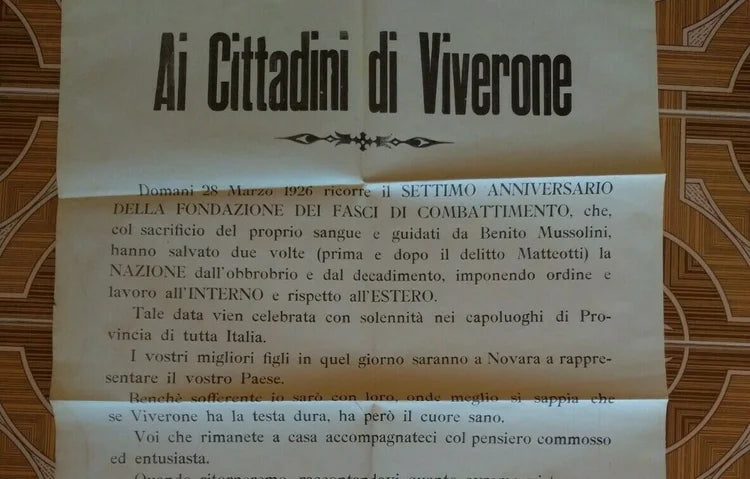 Ai Cittadini di Viverone
Domani 28 Marzo 1926 ricorre il SETTIMO ANNIVERSARIO
DELLA FONDAZIONE DEI FASCI DI COMBATTIMENTO, che,
col sacrificio del proprio sangue e guidati da Benito Mussolini,
hanno salvato due volte (prima e dopo il delitto Matteotti) la
NAZIONE dall'obbrobrio e dal decadimento, imponendo ordine e
lavoro all'INTERNO e rispetto all'ESTERO.
Tale data vien celebrata con solennità nei capoluoghi di Pro-
vincia di tutta Italia.
I vostri migliori figli in quel giorno saranno a Novara a rappre-
sentare il vostro Paese.
Benchè sofferente io sarò con loro, onde meglio si sappia che
se Viverone ha la testa dura, ha però il cuore sano.
Voi che rimanete a casa accompagnateci col pensiero commosso
ed entusiasta.
Quando ritorneremo, raccontandovi quanto avremo